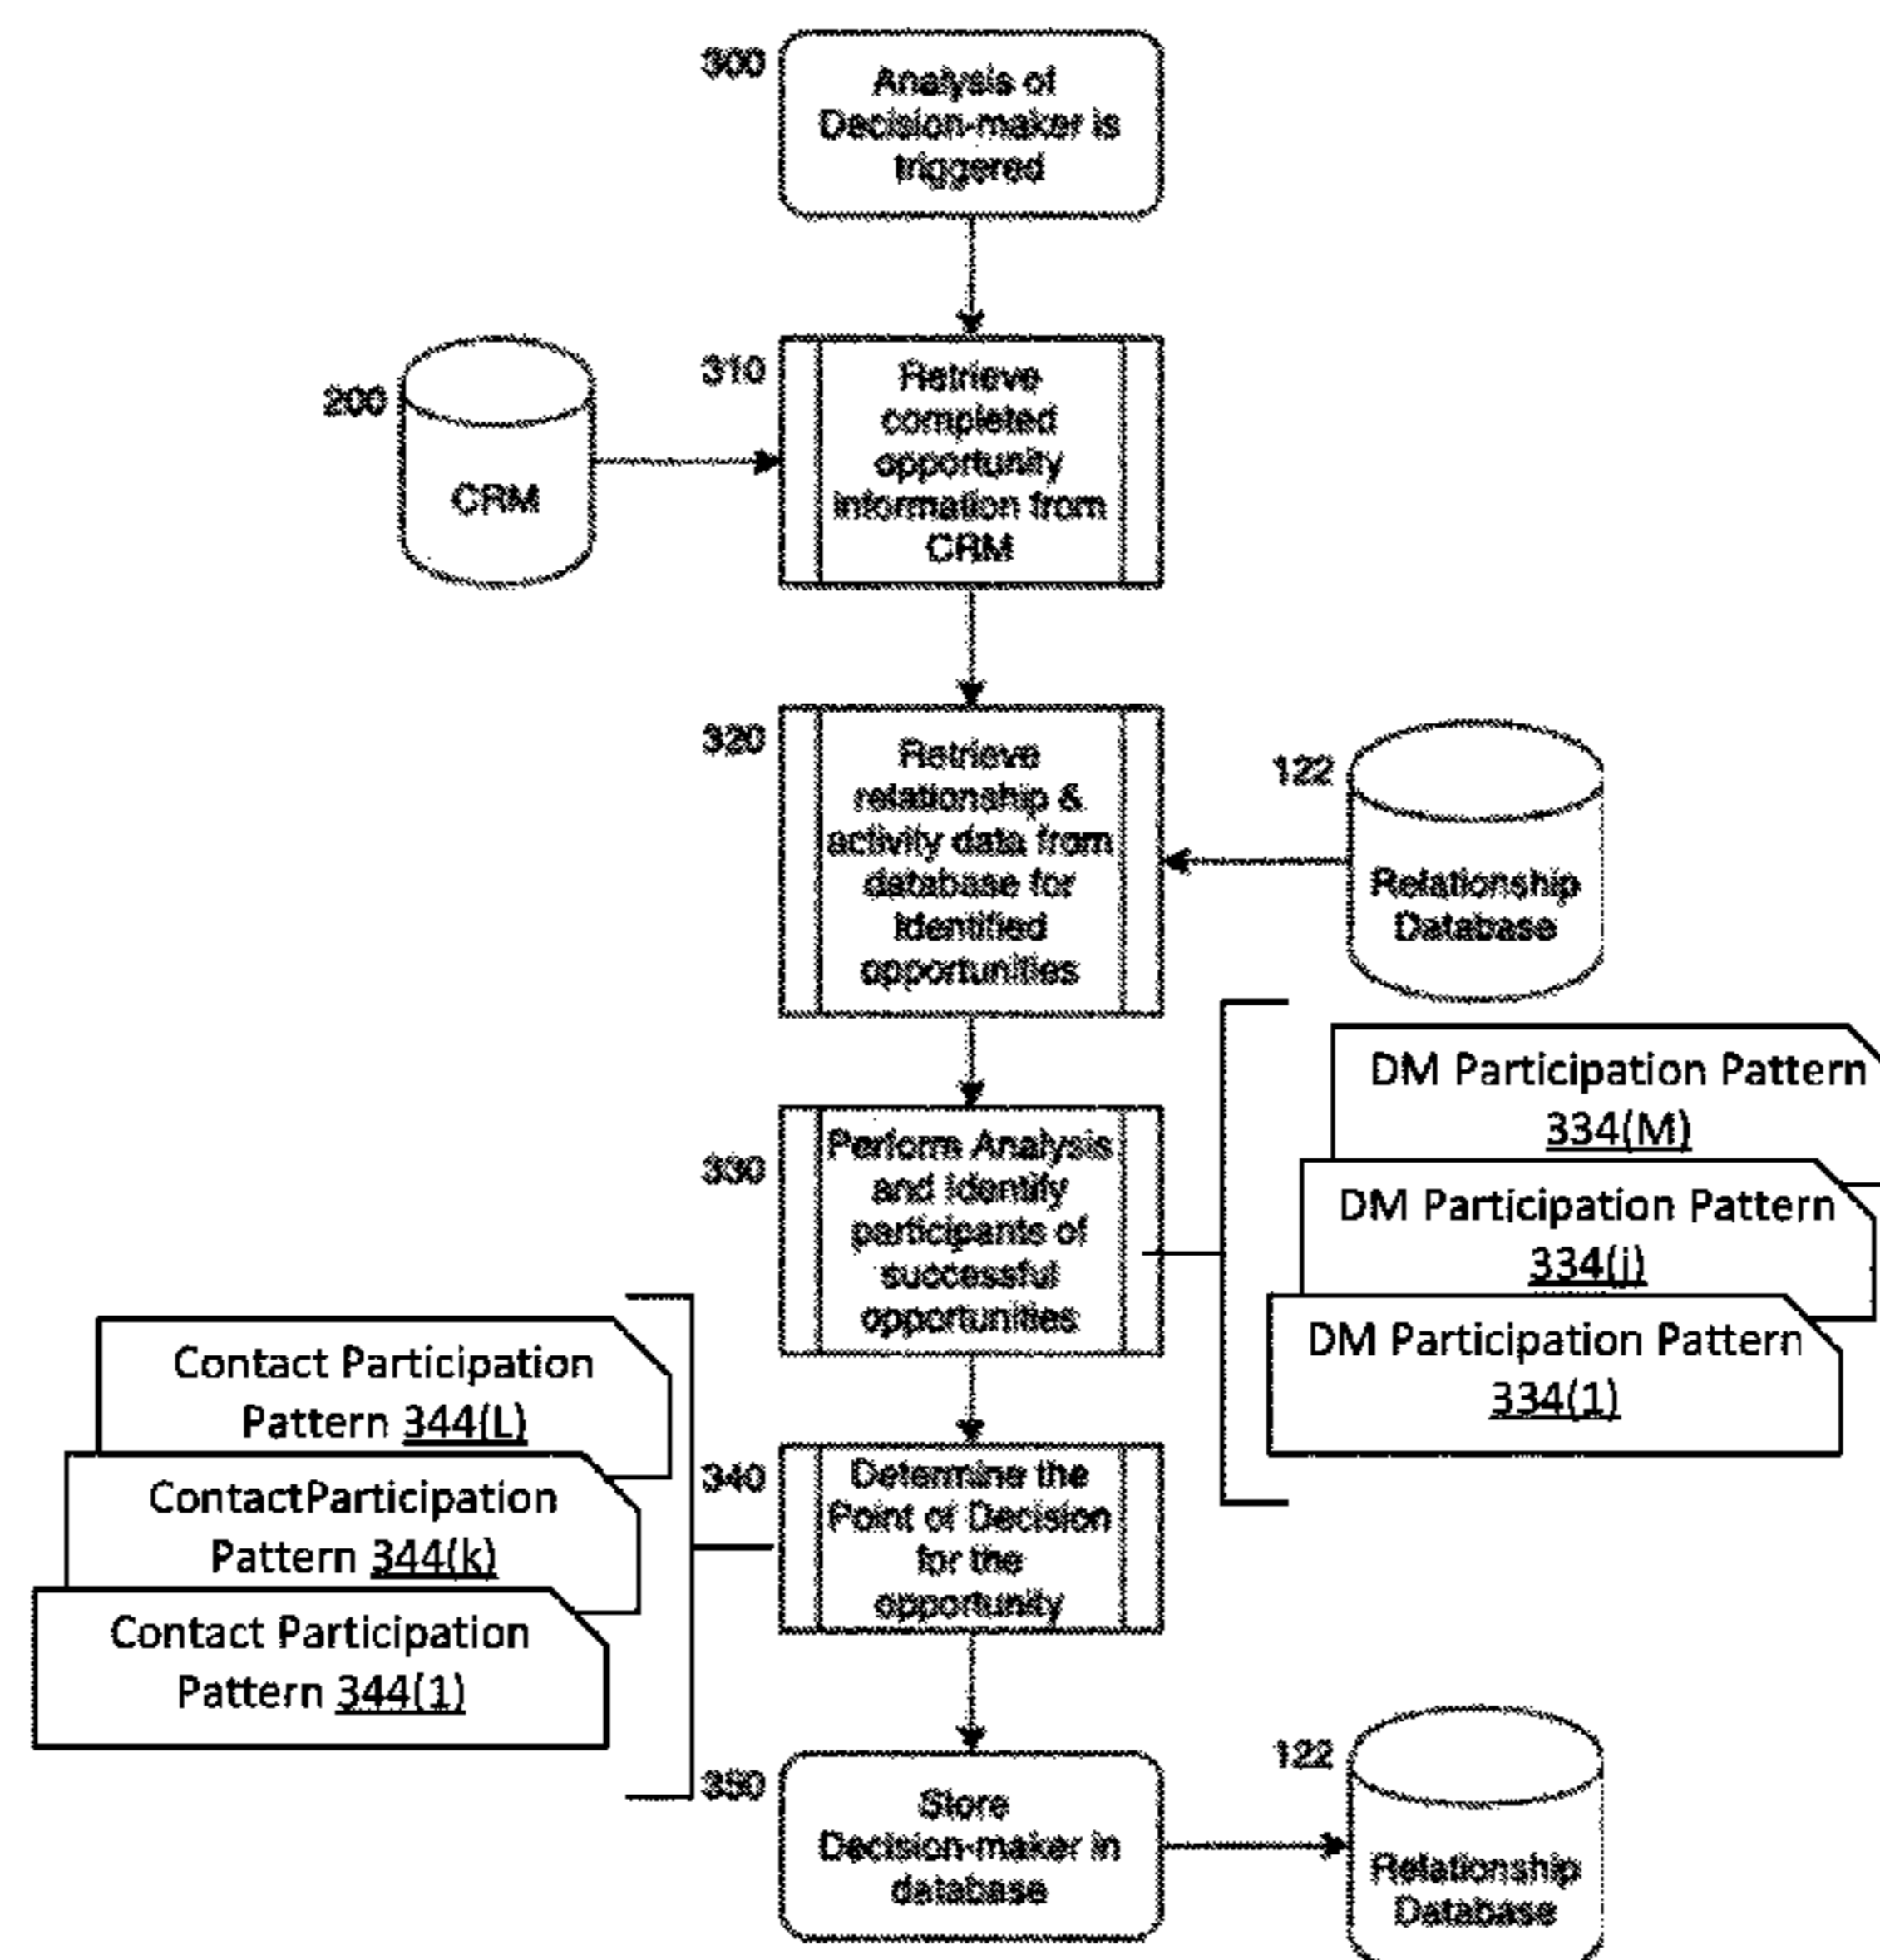 300
Analysis of
Decision-maker is
triggered
310
Retrieve
completed
opportunity
information from
CRM
200
CRM
320
Retrieve
relationship &
activity data from
database for
Identified
opportunities
122
Relationship
Database
330
Perform Analysis
and Identify
participants of
successful
opportunities
DM Participation Pattern
334(M)
DM Participation Pattern
334(j)
DM Participation Pattern
334(1)
Contact Participation
Pattern 344(L)
ContactParticipation
Pattern 344(k)
Contact Participation
Pattern 344(1)
340
Determine the
Point of Decision
for the
opportunity
350
Store
Decision-maker in
database
122
Relationship
Database